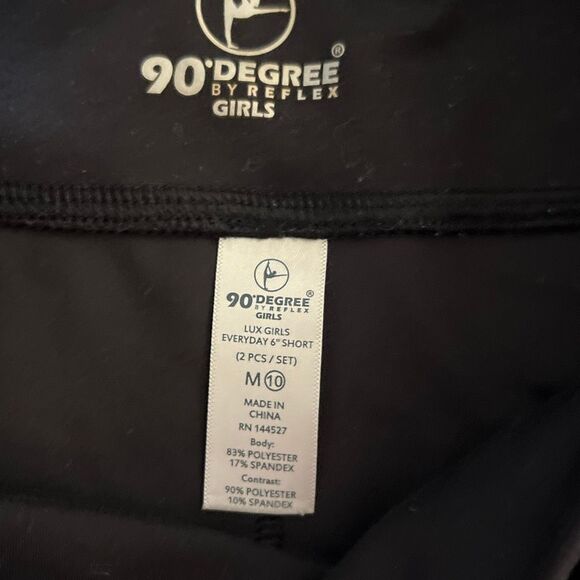 90°DEGREE®
BY REFLEX
GIRLS
90°DEGREE®
BY REFLEX
GIRLS
LUX GIRLS
EVERYDAY 6" SHORT
(2 PCS / SET)
M 10
MADE IN
CHINA
RN 144527
Body:
83% POLYESTER
17% SPANDEX
Contrast:
90% POLYESTER
10% SPANDEX